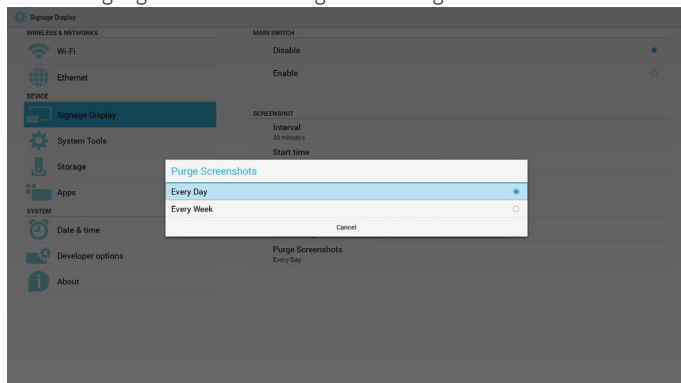 Signage Display
WIRELESS & NETWORKS
Wi-Fi
Ethernet
DEVICE
Signage Display
System Tools
Storage
Apps
SYSTEM
Date & time
Developer options
About
MAIN SWITCH
Disable
Enable
SCREENSHOT
Interval
30 minutes
Start time
Purge Screenshots
Every Day
Every Week
Cancel
Purge Screenshots
Every Day